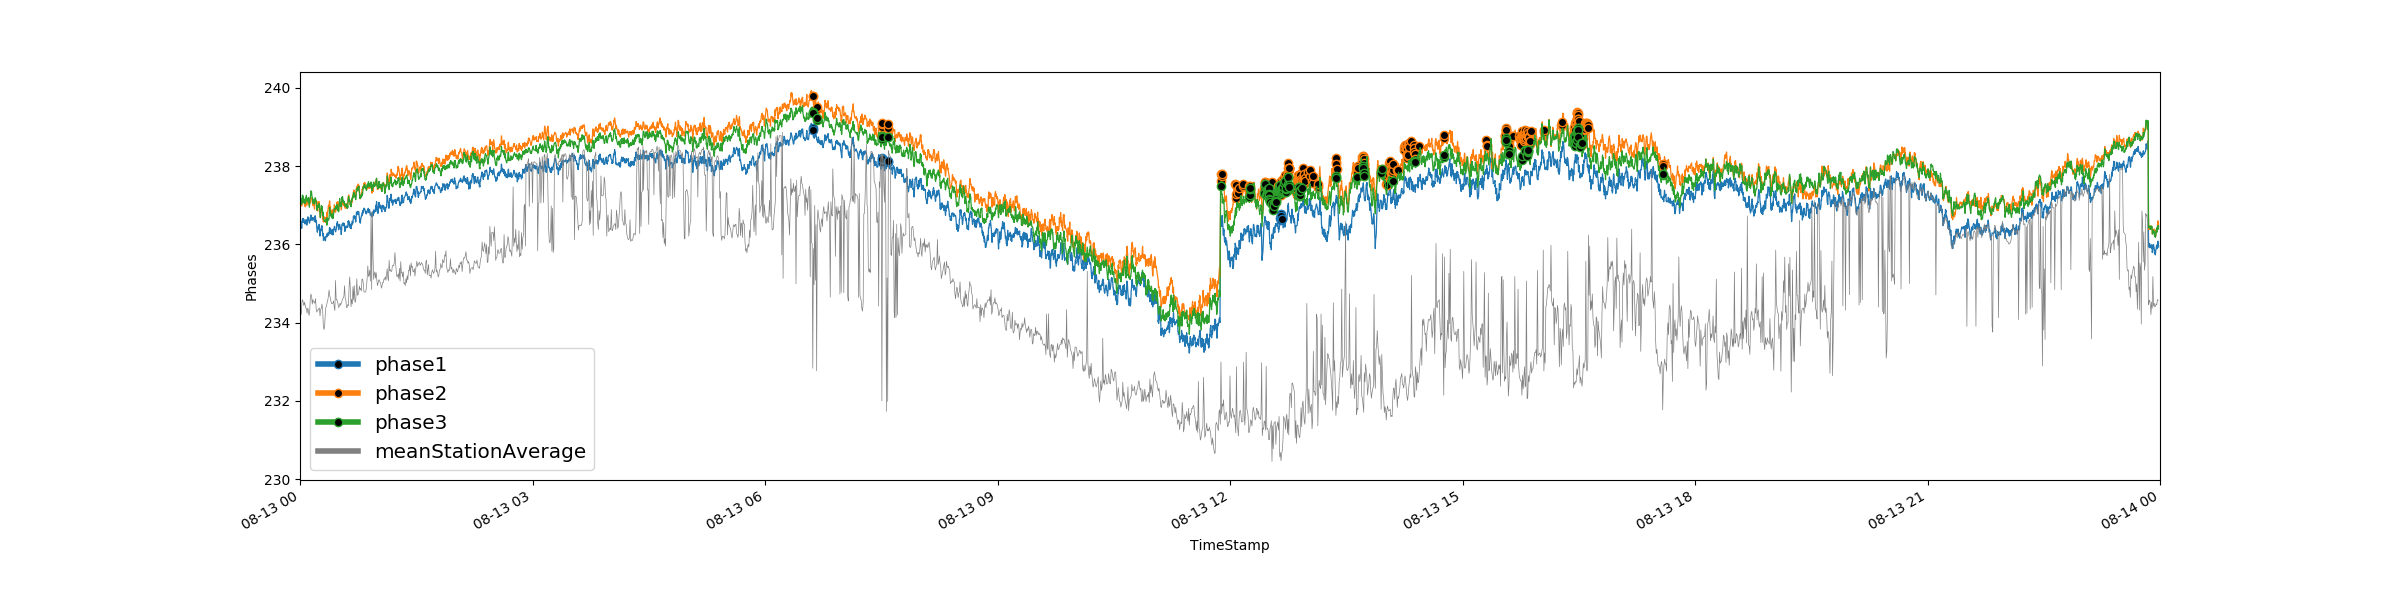 240
238
236
234
232
230
Phases
phase1
phase2
phase3
meanStationAverage
08-13 00
08-13 03
08-13 06
08-13 09
08-13 12
08-13 15
08-13 18
08-13 21
08-14 00
TimeStamp